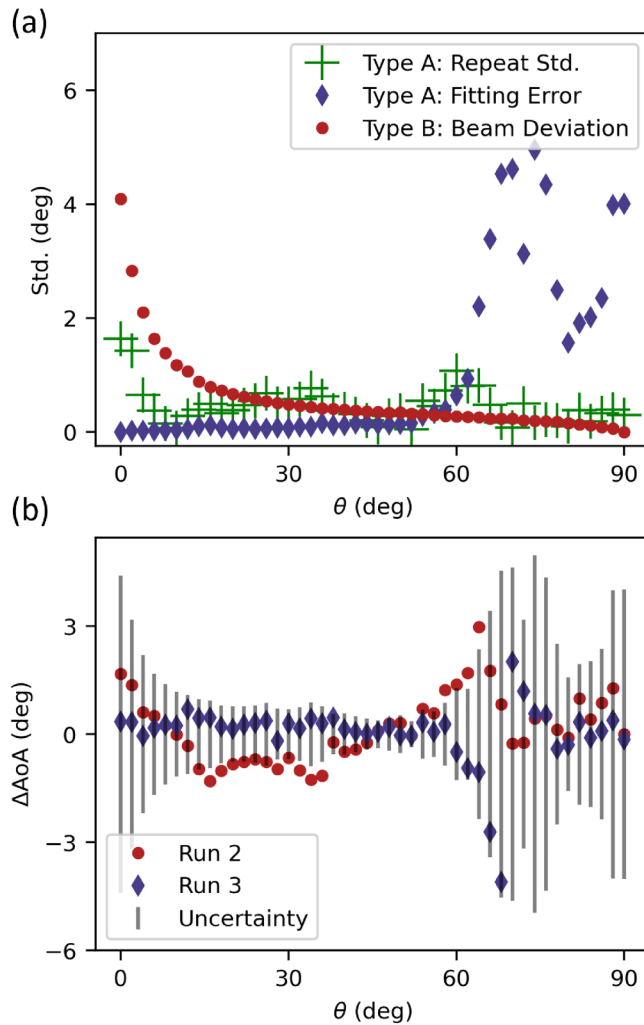 (a)
Type A: Repeat Std.
Type A: Fitting Error
Type B: Beam Deviation
6
4
2
0
Std. (deg)
0 30 60 90
θ (deg)
(b)
3
0
−3
−6
ΔAoA (deg)
Run 2
Run 3
Uncertainty
0 30 60 90
θ (deg)